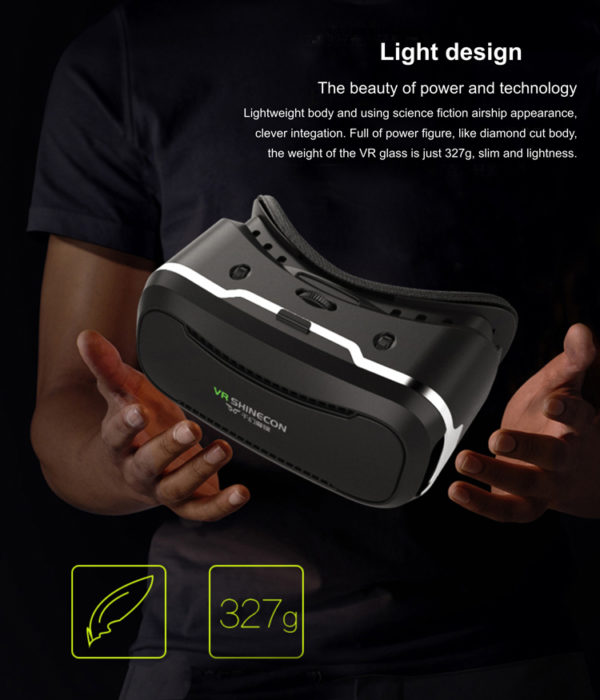 Light design
The beauty of power and technology
Lightweight body and using science fiction airship appearance,
clever integation. Full of power figure, like diamond cut body,
the weight of the VR glass is just 327g, slim and lightness.
VR SHINECON
327g